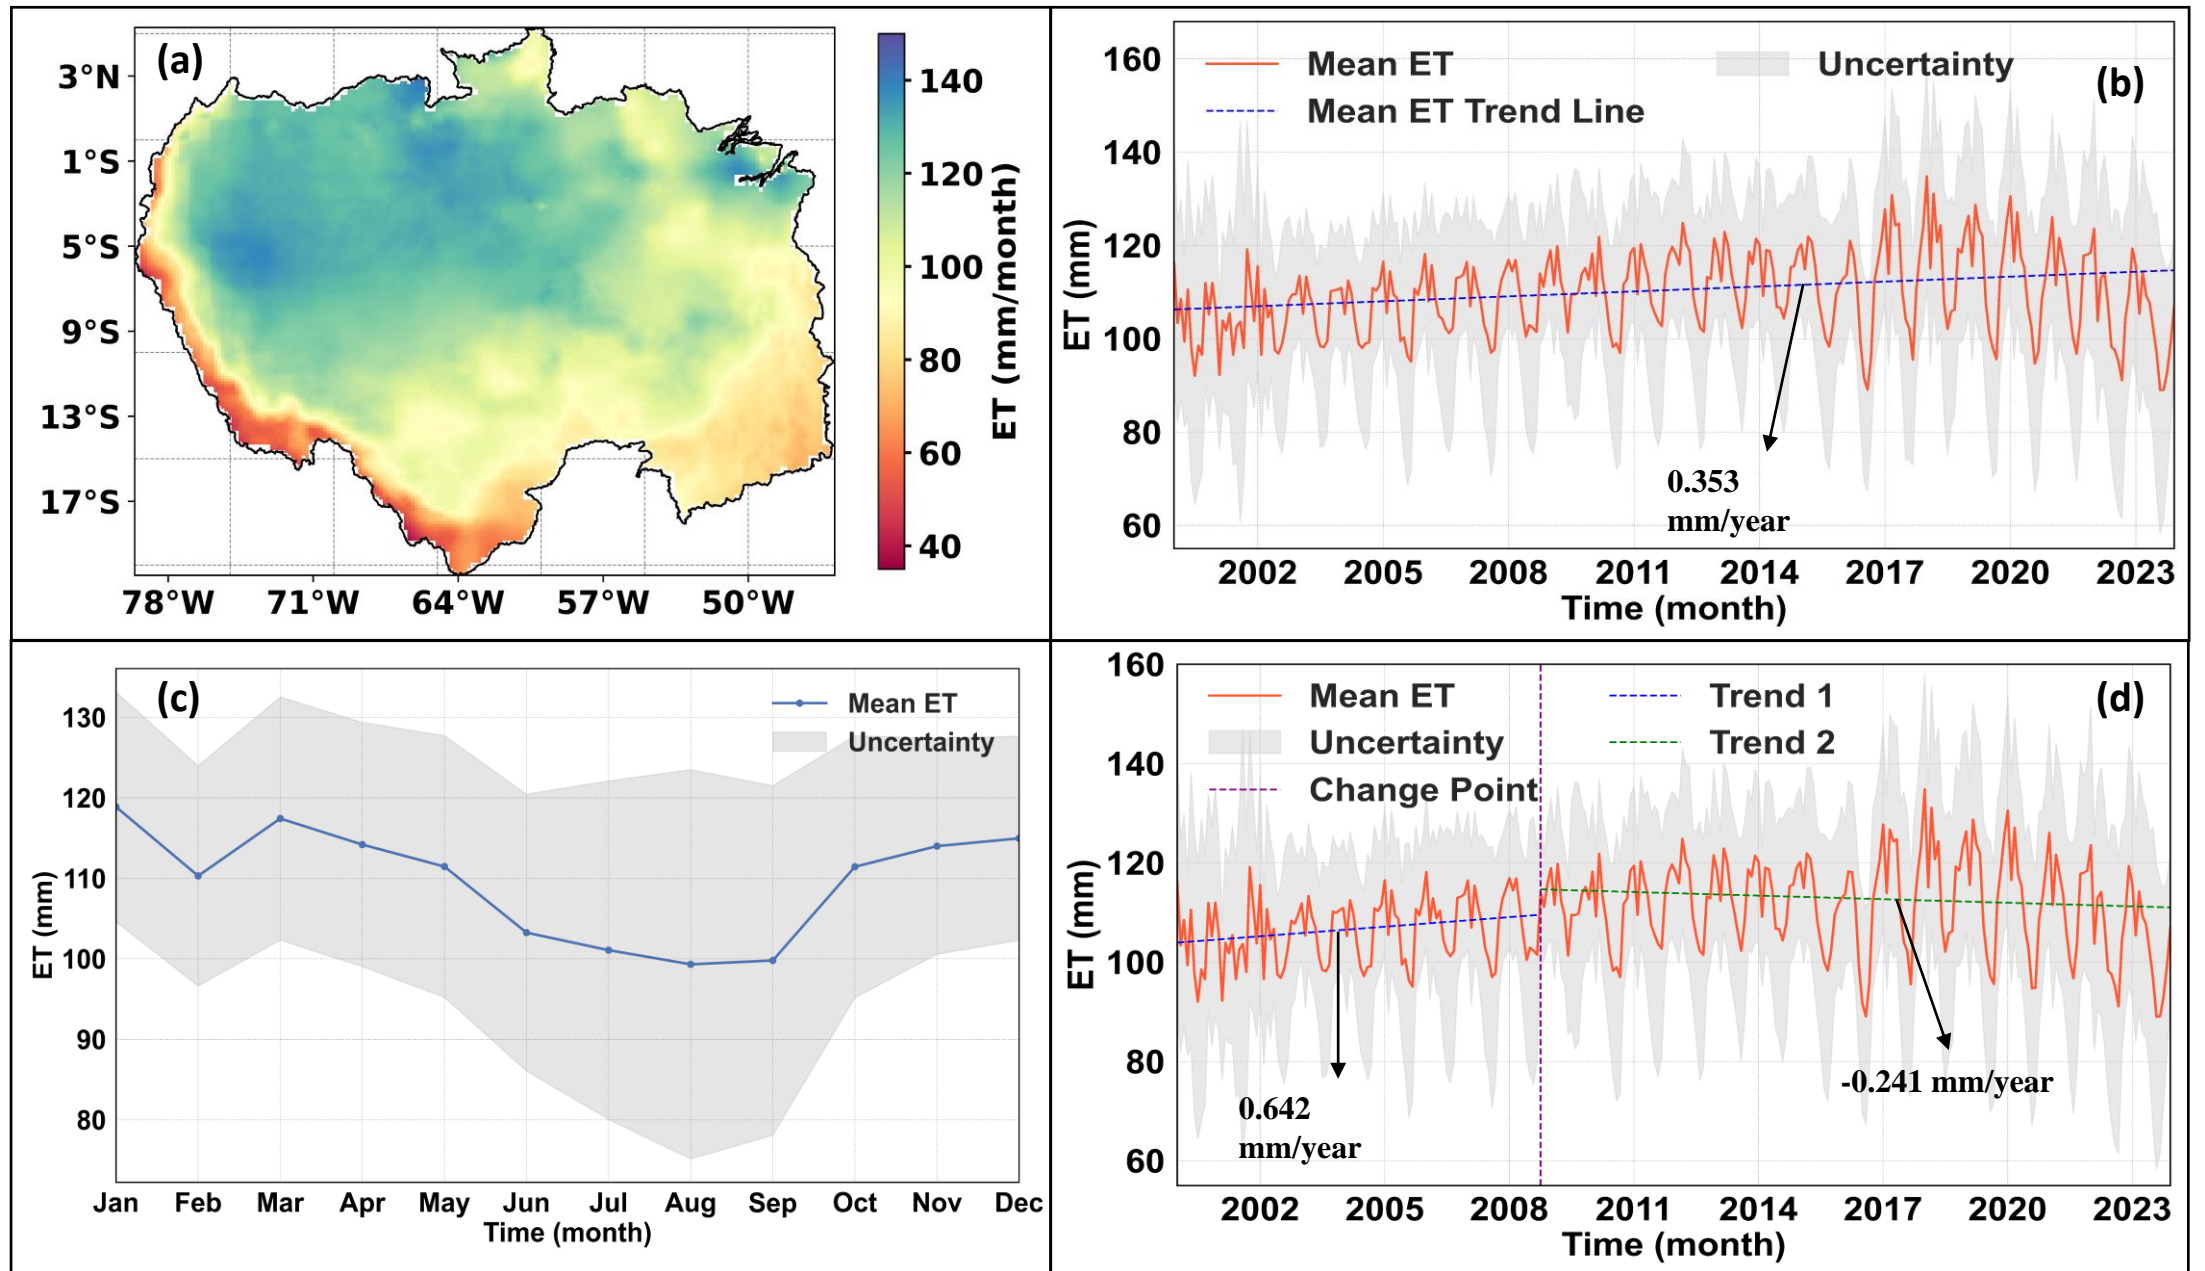 (a)
3°N
1°S
5°S
9°S
13°S
17°S
78°W 71°W 64°W 57°W 50°W
140
120
100
80
60
40
ET (mm/month)
(b)
Mean ET
Uncertainty
Mean ET Trend Line
160
140
120
100
80
60
ET (mm)
0.353
mm/year
2002 2005 2008 2011 2014 2017 2020 2023
Time (month)
(c)
Mean ET
Uncertainty
130
120
110
100
90
80
ET (mm)
Jan Feb Mar Apr May Jun Jul Aug Sep Oct Nov Dec
Time (month)
(d)
Mean ET
Trend 1
Uncertainty
Trend 2
Change Point
160
140
120
100
80
60
ET (mm)
0.642
mm/year
-0.241 mm/year
2002 2005 2008 2011 2014 2017 2020 2023
Time (month)